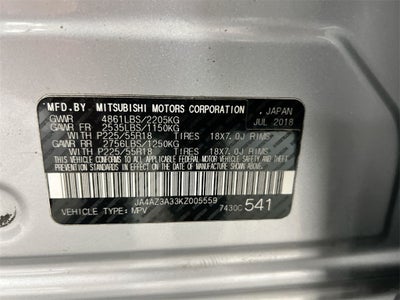 MFD.BY MITSUBISHI MOTORS CORPORATION , JAPAN
GVWR 4861LBS/2205KG JUL 2018
GAWR FR 2535LBS/1150KG
WITH P225/55R18 TIRES 18X7.0J RIMS
GAWR RR 2756LBS/1250KG
WITH P225/55R18 TIRES 18X7.0J RIMS
THIS VEHICLE CONFORMS TO ALL APPLICABLE FEDERAL
MOTOR VEHICLE SAFETY, BUMPER, AND THEFT
PREVENTION STANDARDS IN EFFECT ON THE DATE OF
MANUFACTURE SHOWN ABOVE.
JA4AZ3A33KZ005559
VEHICLE TYPE: MPV 7430C 541